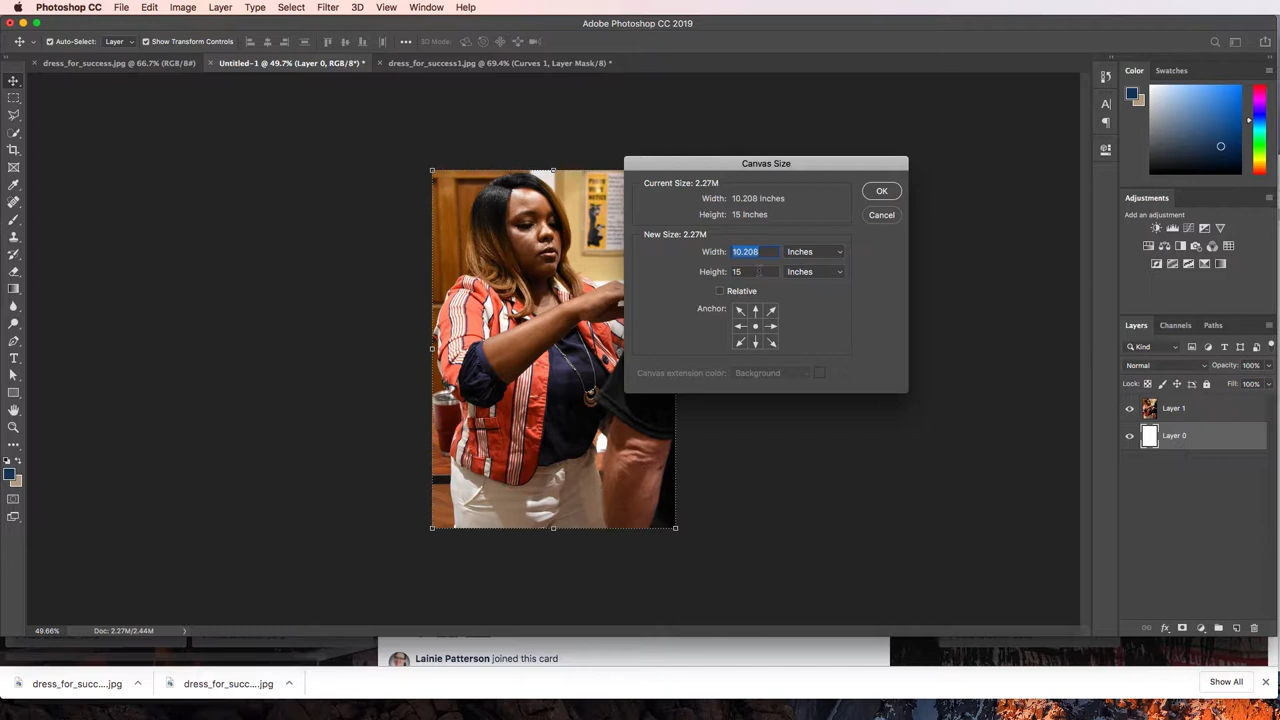 Photoshop CC File Edit Image Layer Type Select Filter 3D View Window Help
Adobe Photoshop CC 2019
Auto-Select: Layer Show Transform Controls 3D Mode:
dress_for_success.jpg @ 66.7% (RGB/8#) Untitled-1 @ 49.7% (Layer 0, RGB/8*) * dress_for_success1.jpg @ 69.4% (Curves 1, Layer Mask/8) *
Color Swatches
Canvas Size
Current Size: 2.27M
Width: 10.208 Inches
Height: 15 Inches
OK
Cancel
New Size: 2.27M
Width: 10.208 Inches
Height: 15 Inches
Relative
Anchor:
Canvas extension color: Background
Adjustments
Add an adjustment
Layers Channels Paths
Kind
Normal Opacity: 100%
Lock: Fill: 100%
Layer 1
Layer 0
49.66% Doc: 2.27M/2.44M
Lainie Patterson joined this card
dress_for_succ....jpg dress_for_succ....jpg Show All